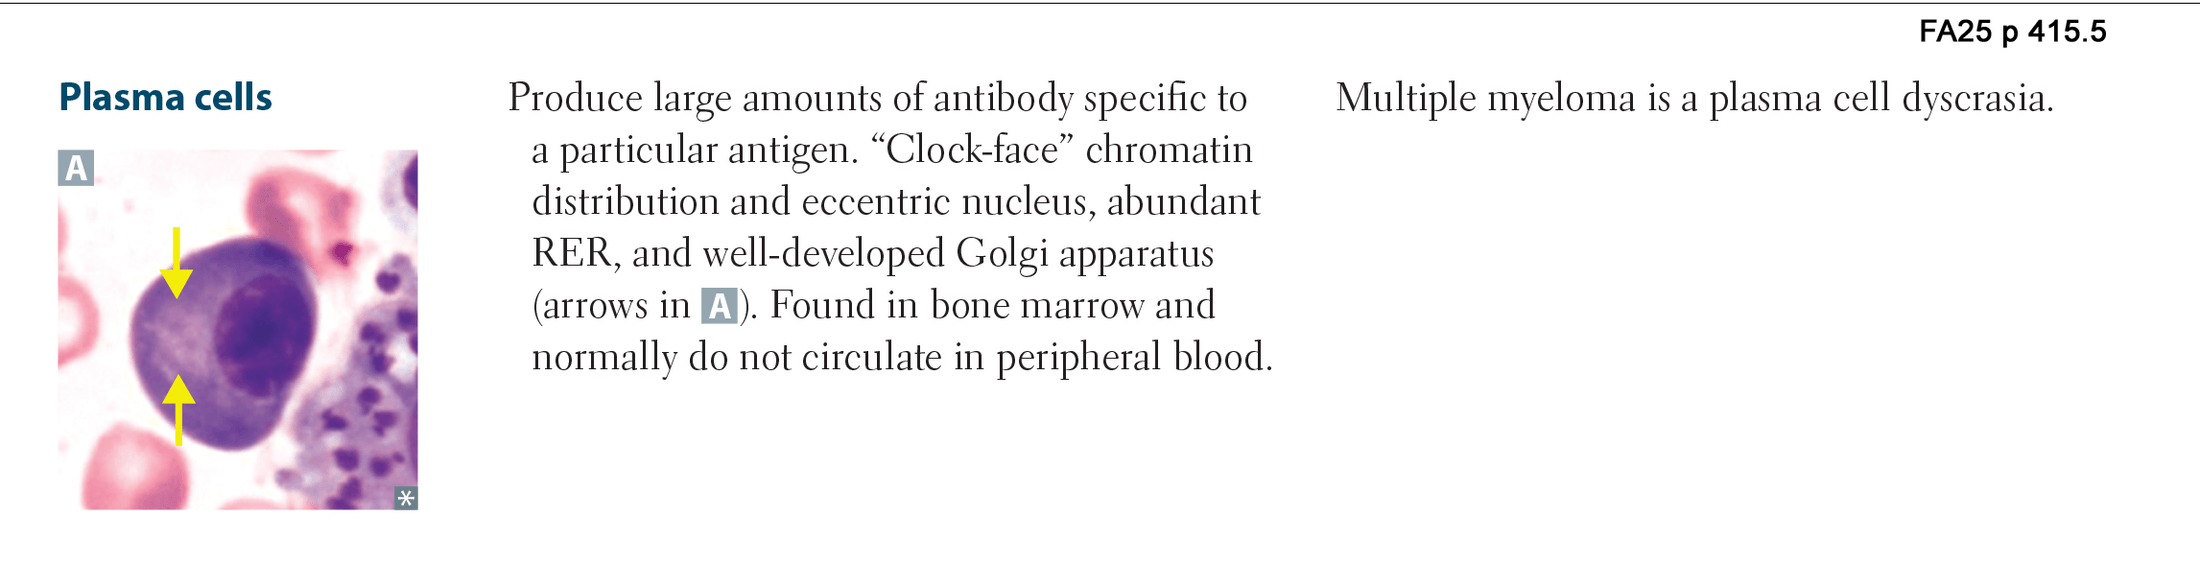 FA25 p 415.5
Plasma cells
A
Produce large amounts of antibody specific to
a particular antigen. “Clock-face” chromatin
distribution and eccentric nucleus, abundant
RER, and well-developed Golgi apparatus
(arrows in A). Found in bone marrow and
normally do not circulate in peripheral blood.
Multiple myeloma is a plasma cell dyscrasia.
*